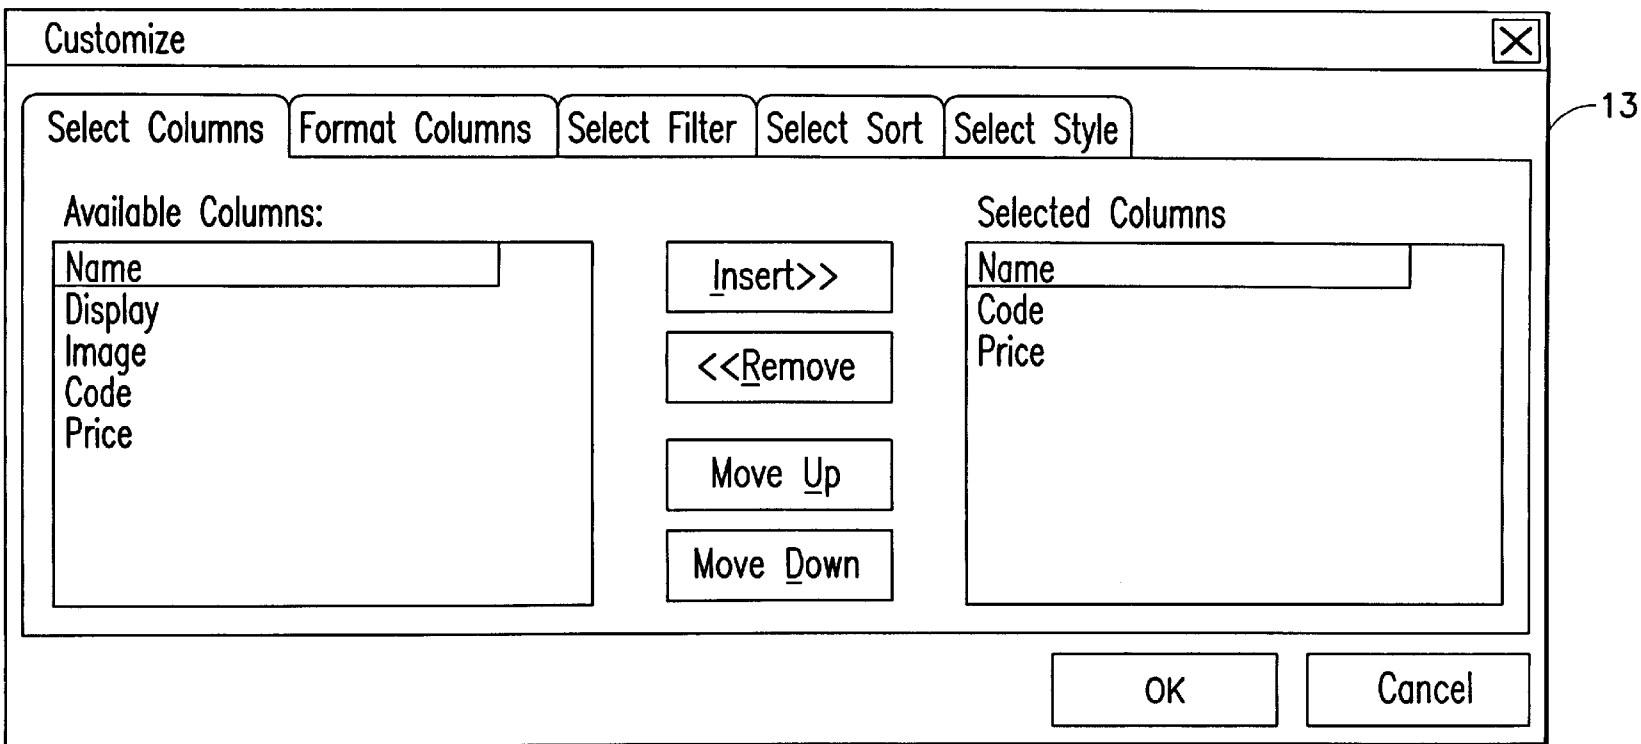 Customize
13
Select Columns
Format Columns
Select Filter
Select Sort
Select Style
Available Columns:
Name
Display
Image
Code
Price
Insert>>
<<Remove
Move Up
Move Down
Selected Columns
Name
Code
Price
OK
Cancel